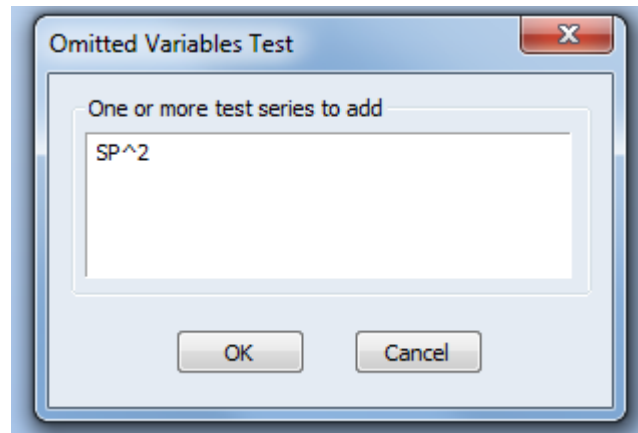 Omitted Variables Test
One or more test series to add
SP^2
OK
Cancel